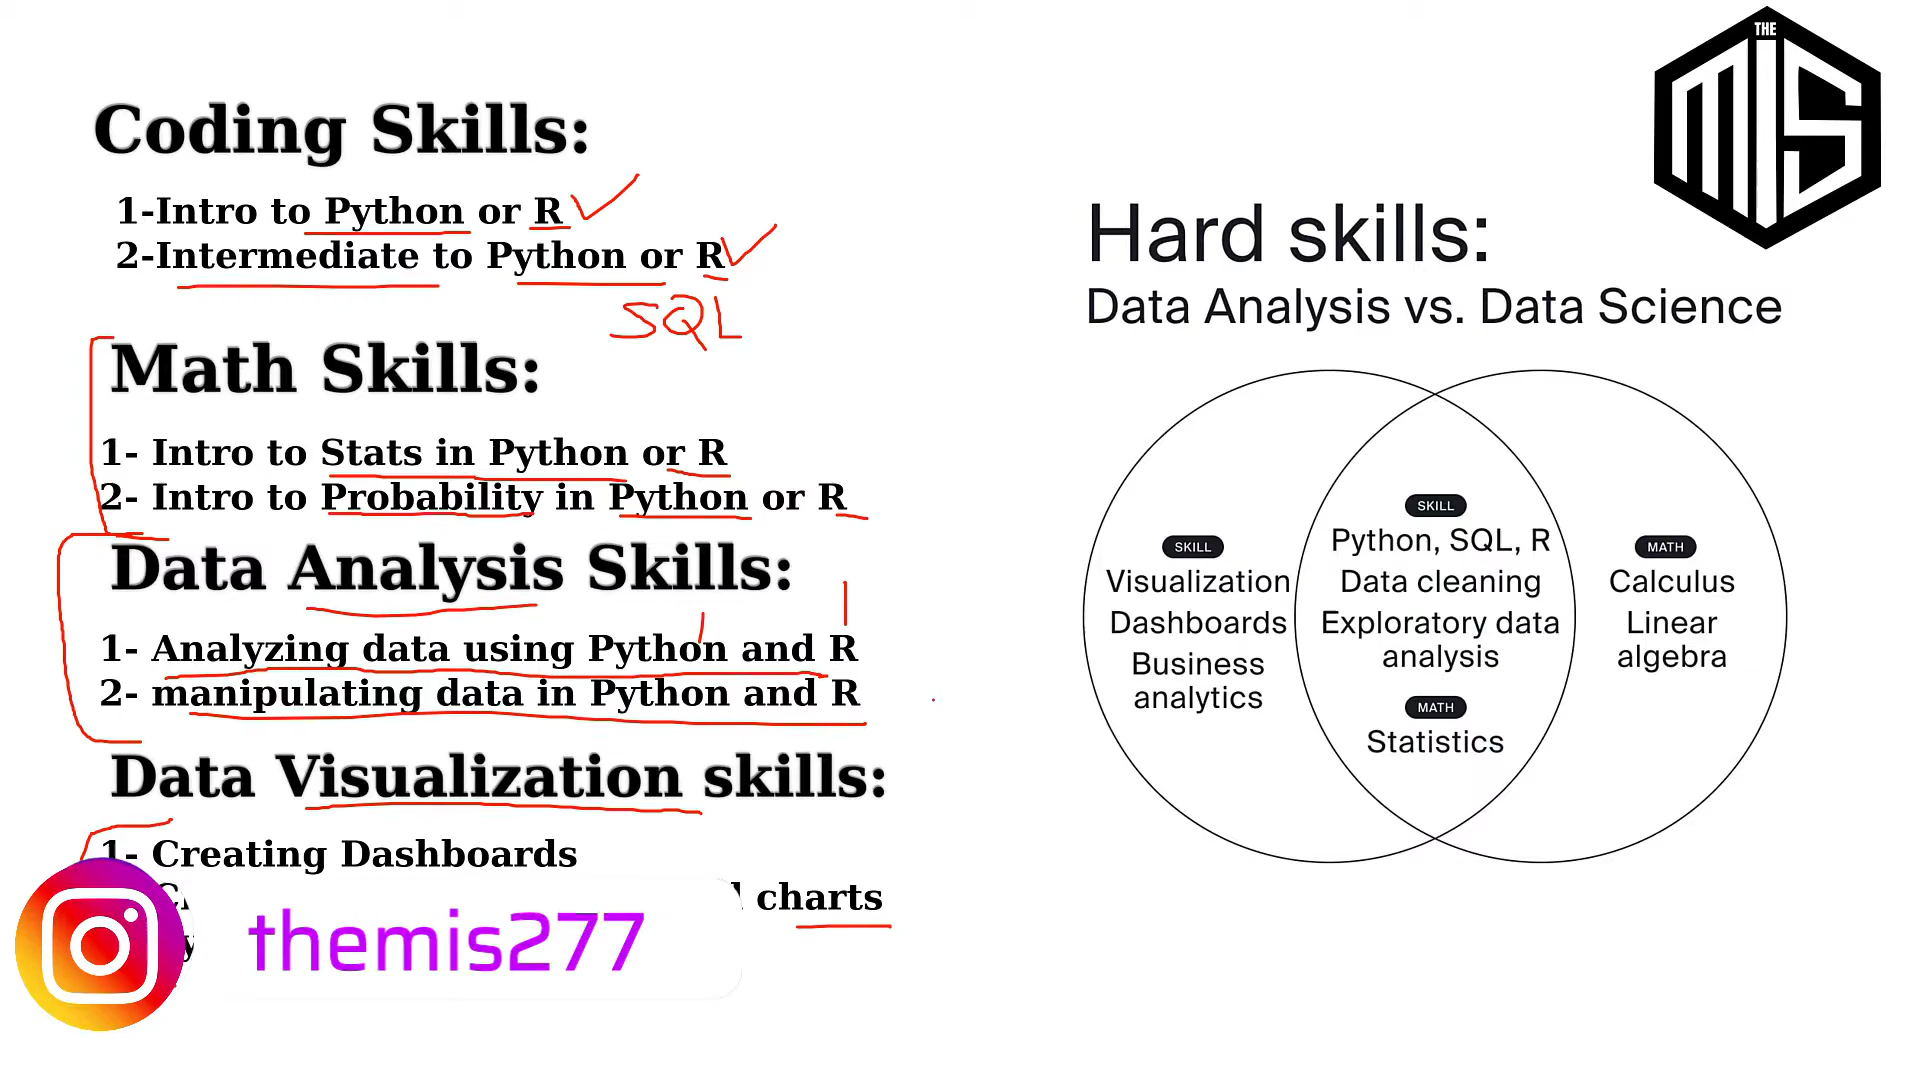 Coding Skills:
1-Intro to Python or R
2-Intermediate to Python or R
SQL
Math Skills:
1- Intro to Stats in Python or R
2- Intro to Probability in Python or R
Data Analysis Skills:
1- Analyzing data using Python and R
2- manipulating data in Python and R
Data Visualization skills:
1- Creating Dashboards
charts
themis277
THE
MIS
Hard skills:
Data Analysis vs. Data Science
SKILL
Visualization
Dashboards
Business
analytics
SKILL
Python, SQL, R
Data cleaning
Exploratory data
analysis
MATH
Statistics
MATH
Calculus
Linear
algebra